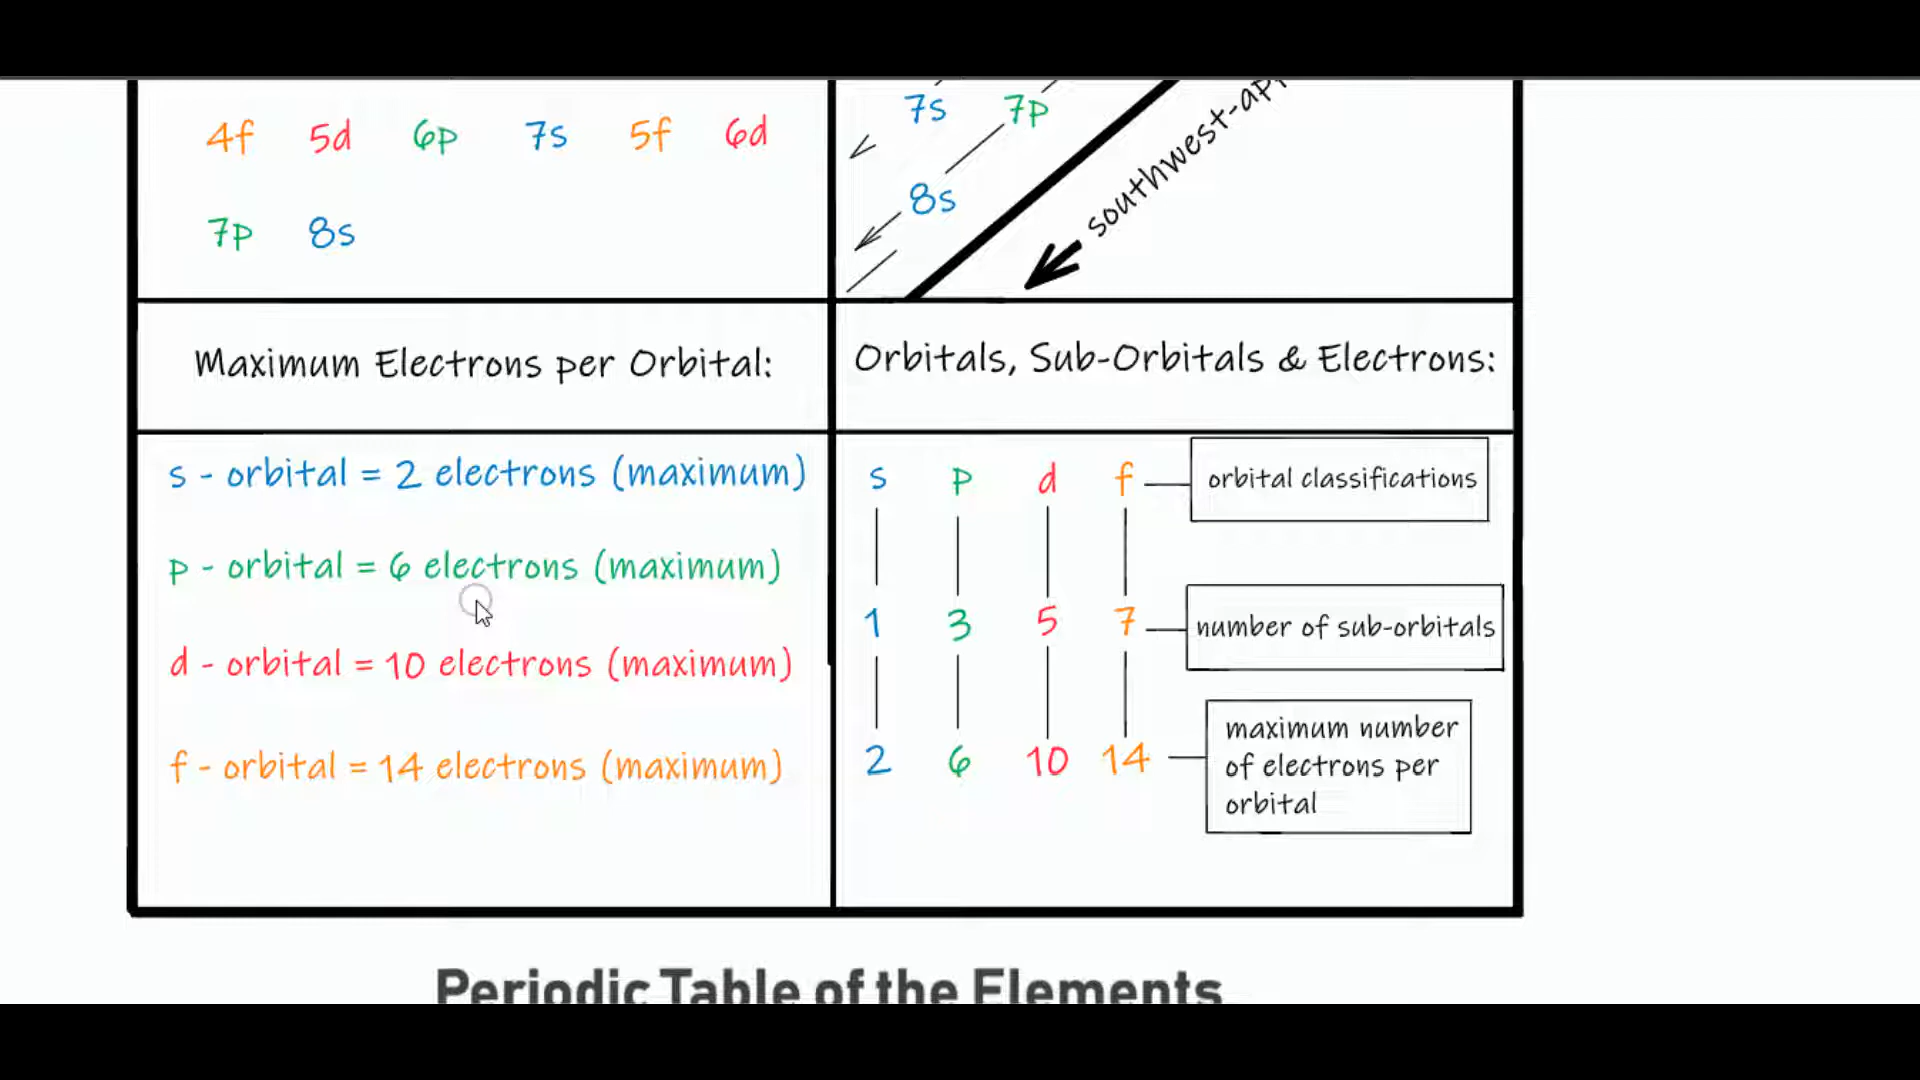 4f 5d 6p 7s 5f 6d
7p 8s
7s 7p
8s
Maximum Electrons per Orbital:
s - orbital = 2 electrons (maximum)
p - orbital = 6 electrons (maximum)
d - orbital = 10 electrons (maximum)
f - orbital = 14 electrons (maximum)
Orbitals, Sub-Orbitals & Electrons:
s p d f orbital classifications
1 3 5 7 number of sub-orbitals
2 6 10 14
maximum number
of electrons per
orbital
Periodic Table of the Elements